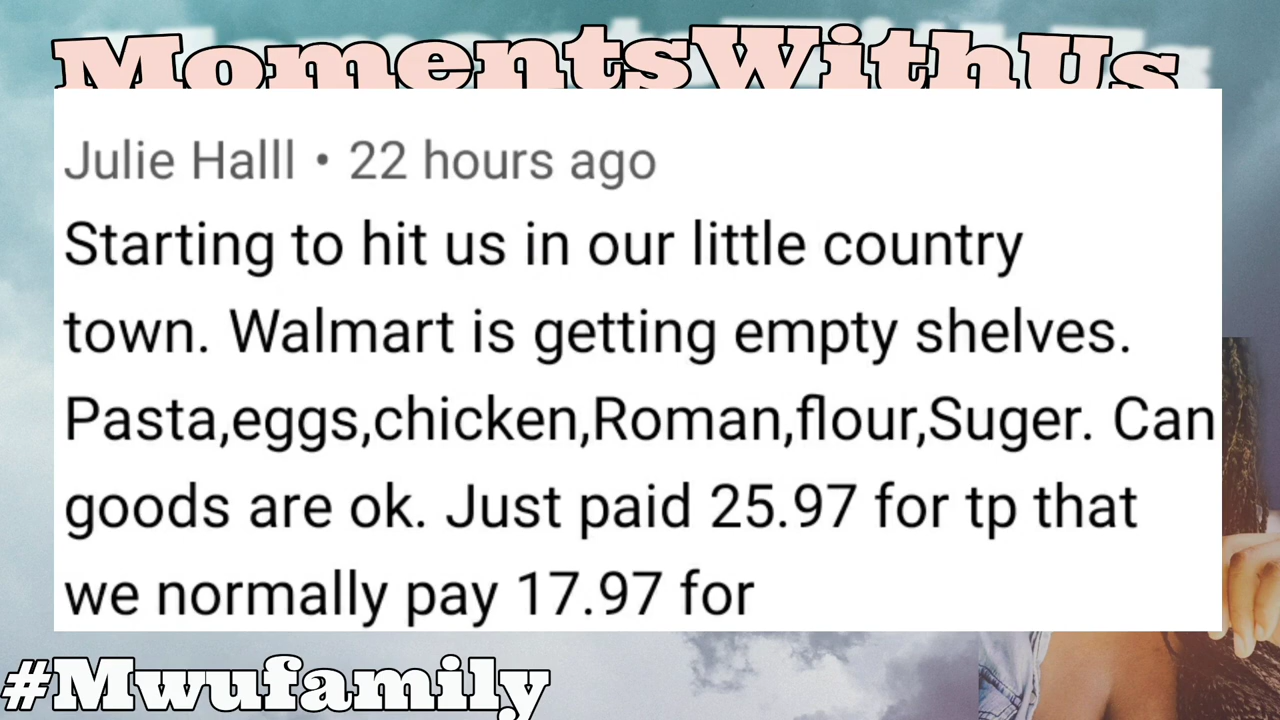 MomentsWithUs
Julie Halll • 22 hours ago
Starting to hit us in our little country
town. Walmart is getting empty shelves.
Pasta,eggs,chicken,Roman,flour,Suger. Can
goods are ok. Just paid 25.97 for tp that
we normally pay 17.97 for
#Mwufamily